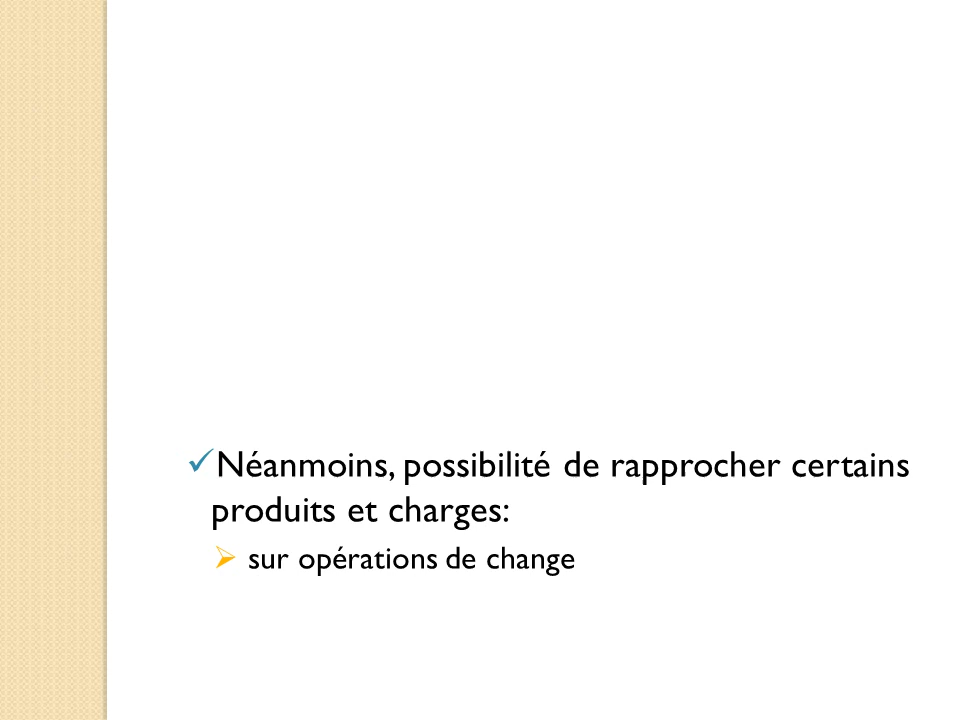 ✓Néanmoins, possibilité de rapprocher certains
produits et charges:
➢ sur opérations de change